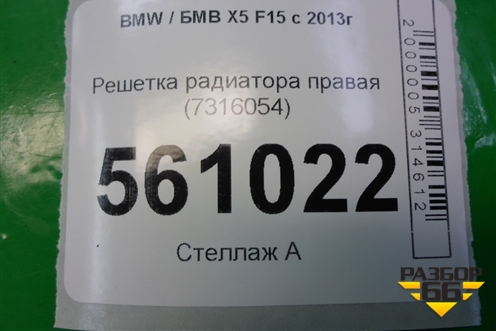 BMW / БМВ X5 F15 с 2013г
Решетка радиатора правая
(7316054)
561022
Стеллаж А
2000005314612
РАЗБОР
66